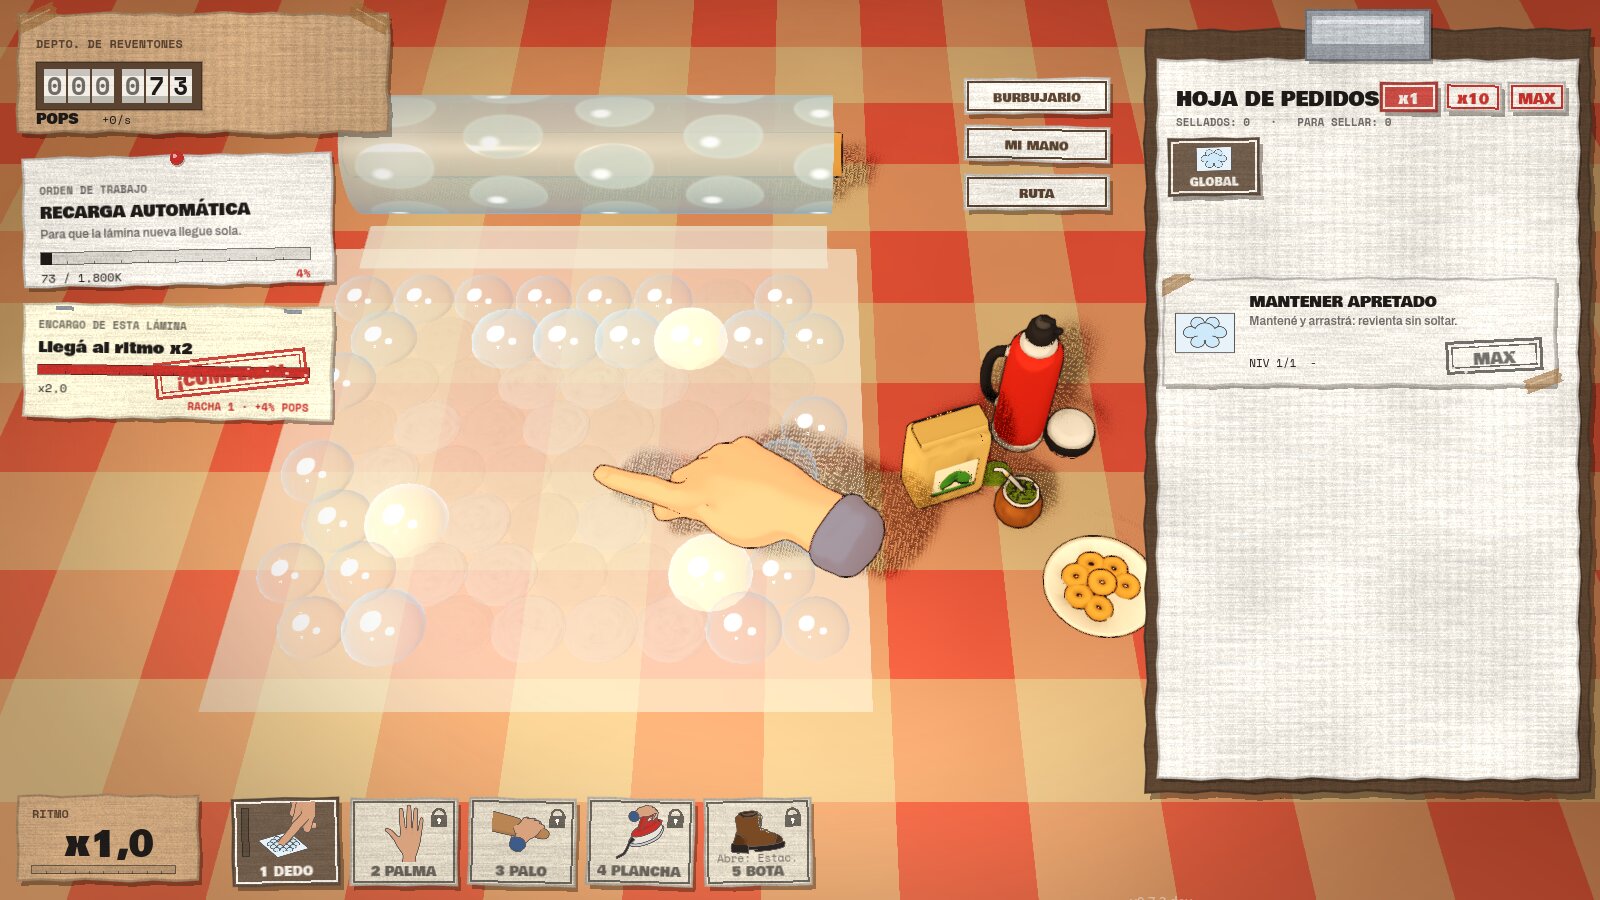 DEPTO. DE REVENTONES
000073
POPS +0/s
ORDEN DE TRABAJO
RECARGA AUTOMÁTICA
Para que la lámina nueva llegue sola.
73 / 1.800K 4%
ENCARGO DE ESTA LÁMINA
Llegá al ritmo x2
x2,0
RACHA 1 · +4% POPS
BURBUJARIO
MI MANO
RUTA
HOJA DE PEDIDOS x1 x10 MAX
SELLADOS: 0 · PARA SELLAR: 0
GLOBAL
MANTENER APRETADO
Mantené y arrastrá: revienta sin soltar.
NIV 1/1 -
MAX
RITMO
x1,0
1 DEDO
2 PALMA
3 PALO
4 PLANCHA
Abre: Estac.
5 BOTA